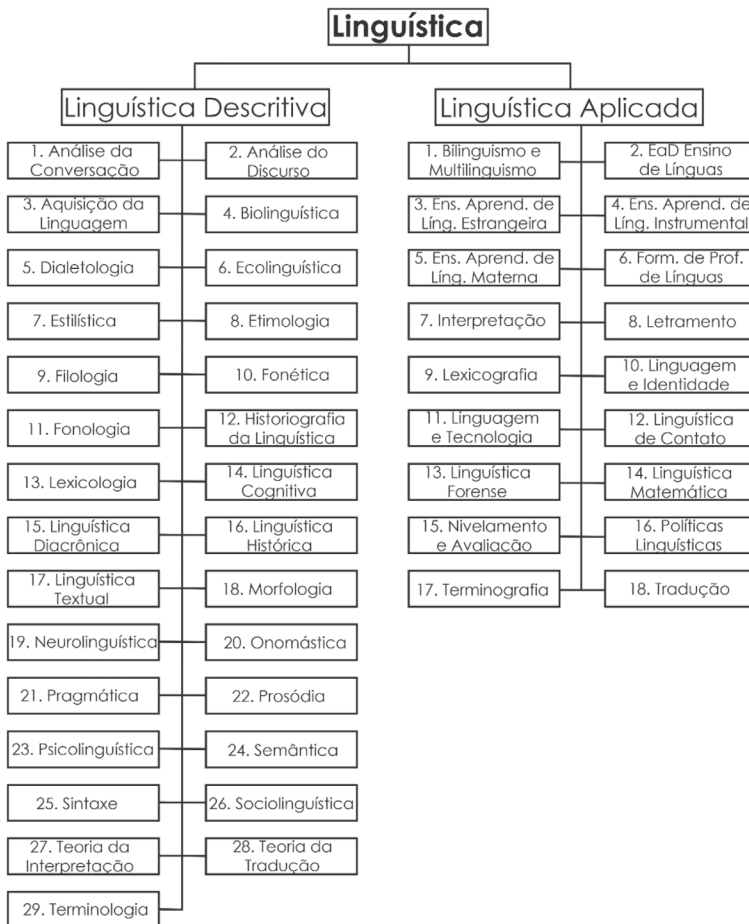 Linguística
Linguística Descritiva
1. Análise da
Conversação
2. Análise do
Discurso
3. Aquisição da
Linguagem
4. Biolinguística
5. Dialetologia
6. Ecolinguística
7. Estilística
8. Etimologia
9. Filologia
10. Fonética
11. Fonologia
12. Historiografia
da Linguística
13. Lexicologia
14. Linguística
Cognitiva
15. Linguística
Diacrônica
16. Linguística
Histórica
17. Linguística
Textual
18. Morfologia
19. Neurolinguística
20. Onomástica
21. Pragmática
22. Prosódia
23. Psicolinguística
24. Semântica
25. Sintaxe
26. Sociolinguística
27. Teoria da
Interpretação
28. Teoria da
Tradução
29. Terminologia
Linguística Aplicada
1. Bilinguismo e
Multilinguismo
2. EaD Ensino
de Línguas
3. Ens. Aprend. de
Líng. Estrangeira
4. Ens. Aprend. de
Líng. Instrumental
5. Ens. Aprend. de
Líng. Materna
6. Form. de Prof.
de Línguas
7. Interpretação
8. Letramento
9. Lexicografia
10. Linguagem
e Identidade
11. Linguagem
e Tecnologia
12. Linguística
de Contato
13. Linguística
Forense
14. Linguística
Matemática
15. Nivelamento
e Avaliação
16. Políticas
Linguísticas
17. Terminografia
18. Tradução